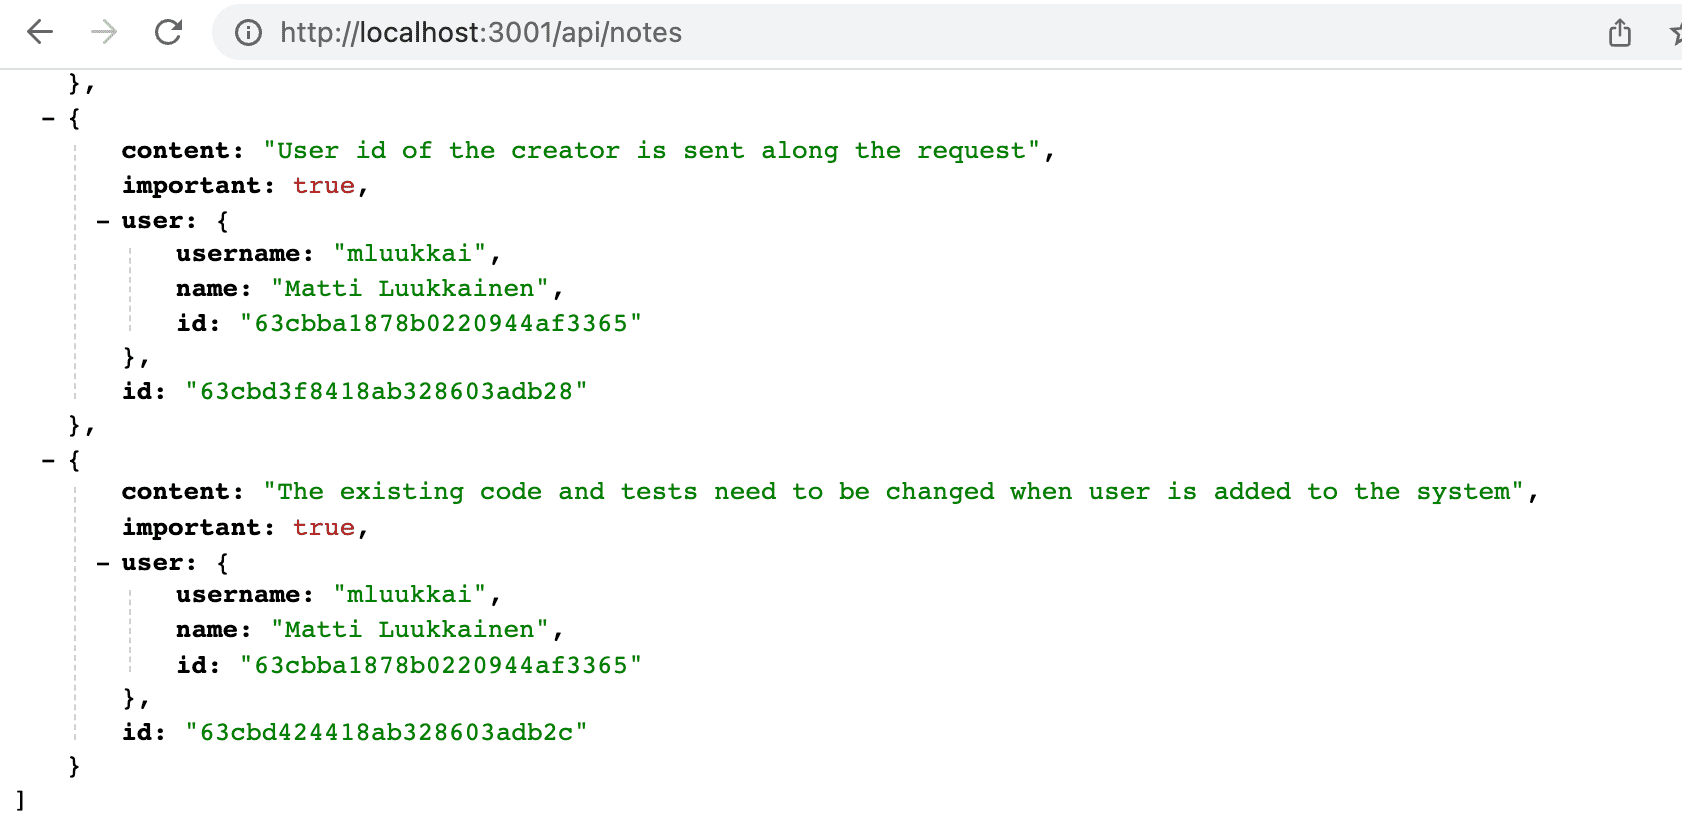 http://localhost:3001/api/notes
},
- {
content: "User id of the creator is sent along the request",
important: true,
- user: {
username: "mluukkai",
name: "Matti Luukkainen",
id: "63cbba1878b0220944af3365"
},
id: "63cbd3f8418ab328603adb28"
},
- {
content: "The existing code and tests need to be changed when user is added to the system",
important: true,
- user: {
username: "mluukkai",
name: "Matti Luukkainen",
id: "63cbba1878b0220944af3365"
},
id: "63cbd424418ab328603adb2c"
}
]